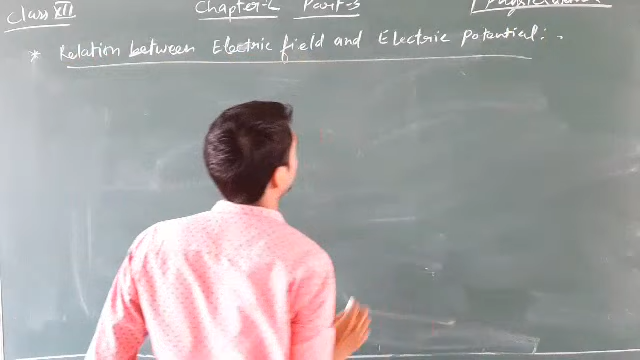 Class XII
Chapter-2 Part-3
* Relation between Electric field and Electric Potential:-